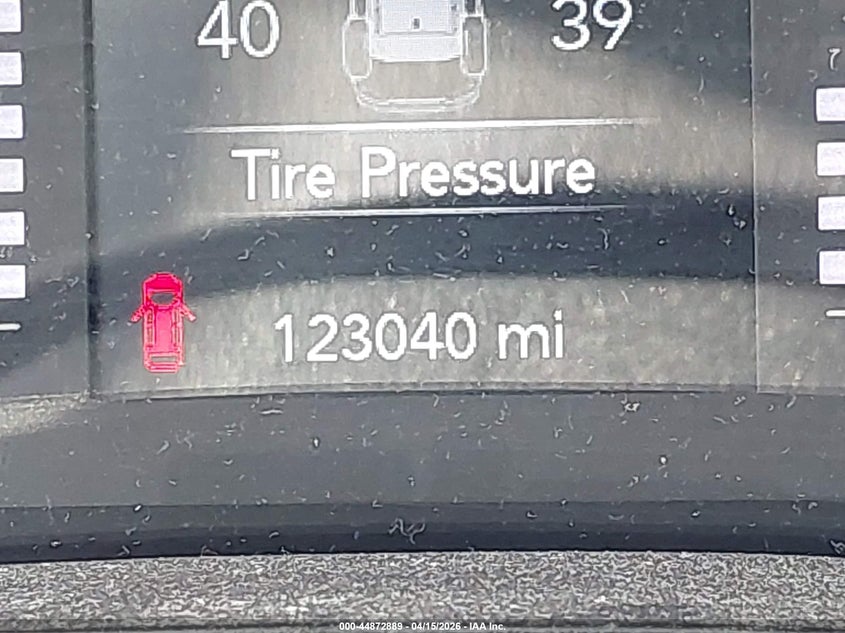 40 39
Tire Pressure
123040 mi
000-44872889 - 04/15/2026 - IAA Inc.